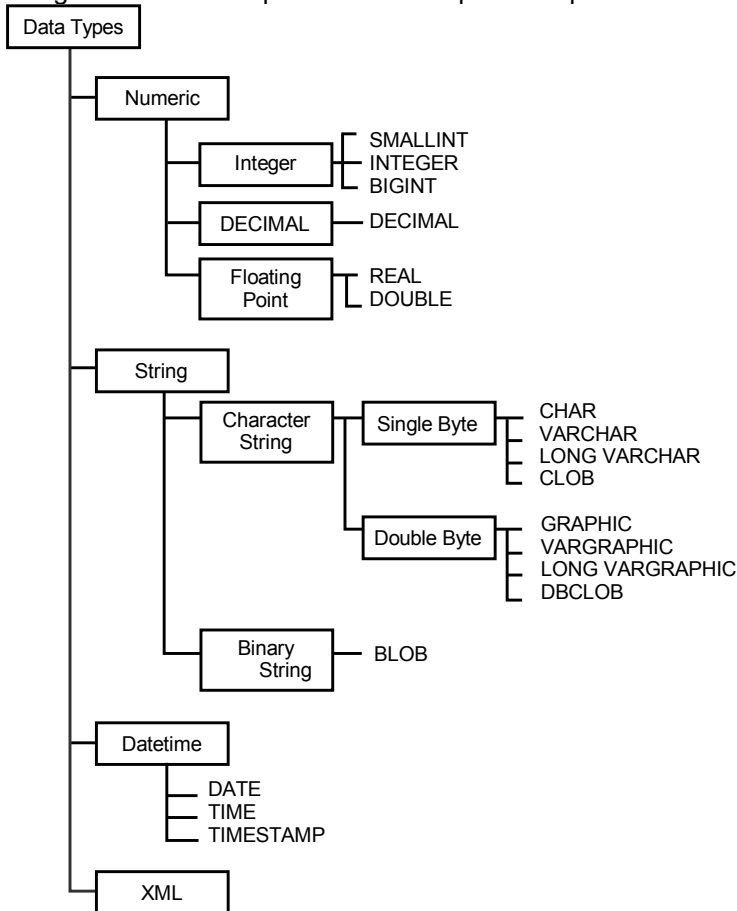 Data Types
Numeric
Integer
SMALLINT
INTEGER
BIGINT
DECIMAL
DECIMAL
Floating
Point
REAL
DOUBLE
String
Character
String
Single Byte
CHAR
VARCHAR
LONG VARCHAR
CLOB
Double Byte
GRAPHIC
VARGRAPHIC
LONG VARGRAPHIC
DBCLOB
Binary
String
BLOB
Datetime
DATE
TIME
TIMESTAMP
XML